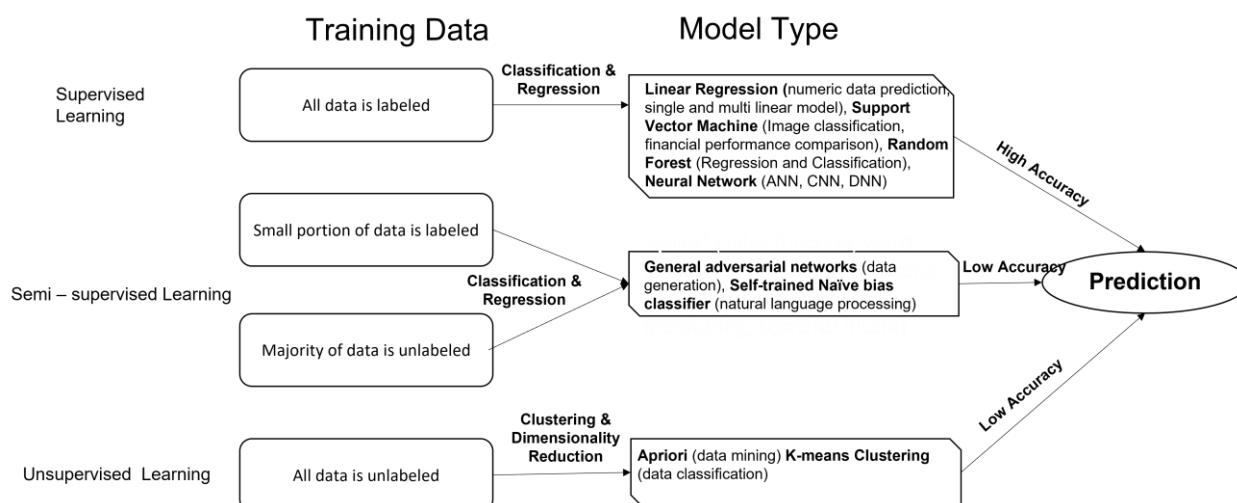 Training Data
Model Type
Supervised
Learning
All data is labeled
Classification &
Regression
Linear Regression (numeric data prediction,
single and multi linear model), Support
Vector Machine (Image classification,
financial performance comparison), Random
Forest (Regression and Classification),
Neural Network (ANN, CNN, DNN)
High Accuracy
Semi – supervised Learning
Small portion of data is labeled
Majority of data is unlabeled
Classification &
Regression
General adversarial networks (data
generation), Self-trained Naïve bias
classifier (natural language processing)
Low Accuracy
Prediction
Unsupervised Learning
All data is unlabeled
Clustering &
Dimensionality
Reduction
Apriori (data mining) K-means Clustering
(data classification)
Low Accuracy